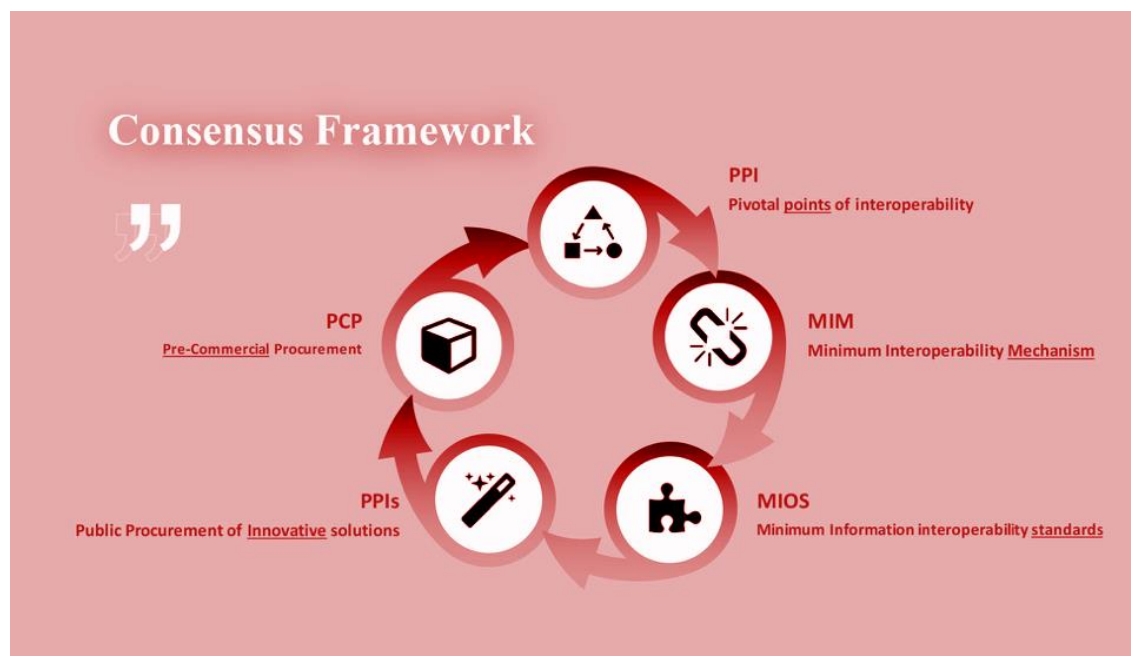 Consensus Framework
”
PPI
Pivotal points of interoperability
MIM
Minimum Interoperability Mechanism
MIOS
Minimum Information interoperability standards
PPIs
Public Procurement of Innovative solutions
PCP
Pre-Commercial Procurement